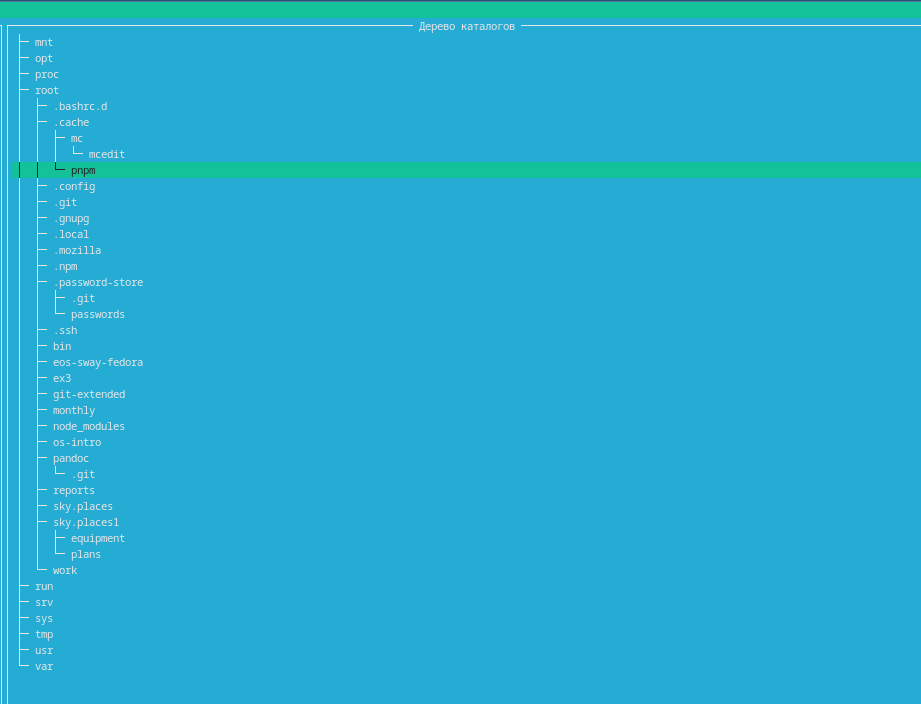 Дерево каталогов
mnt
opt
proc
root
.bashrc.d
.cache
mc
mcedit
pnpm
.config
.git
.gnupg
.local
.mozilla
.npm
.password-store
.git
passwords
.ssh
bin
eos-sway-fedora
ex3
git-extended
monthly
node_modules
os-intro
pandoc
.git
reports
sky.places
sky.places1
equipment
plans
work
run
srv
sys
tmp
usr
var